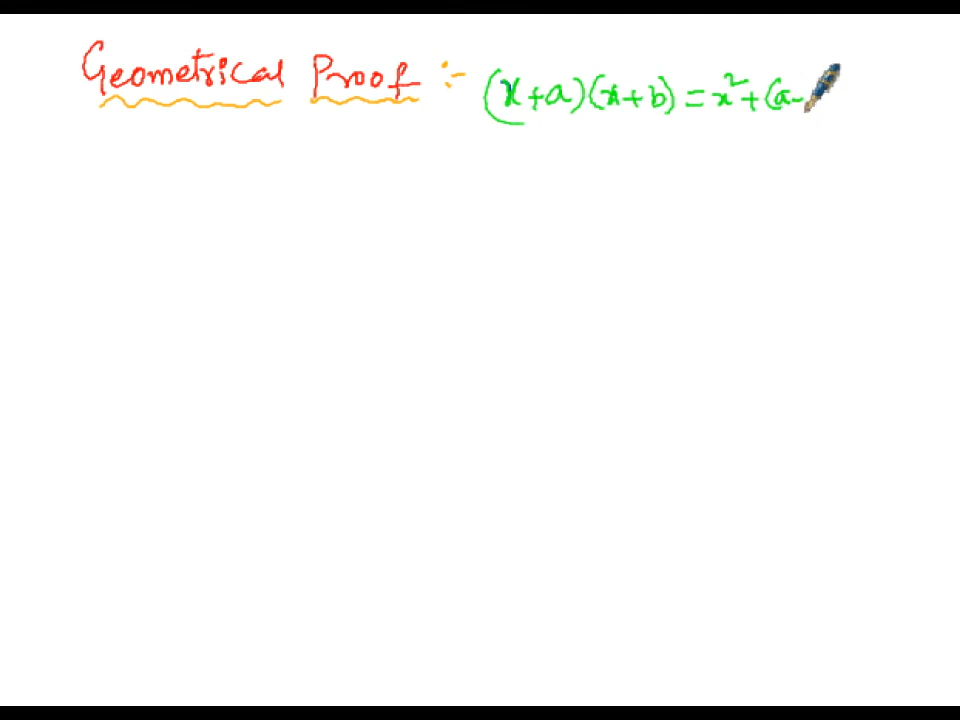 Geometrical Proof :- (x+a)(x+b) = x²+(a-